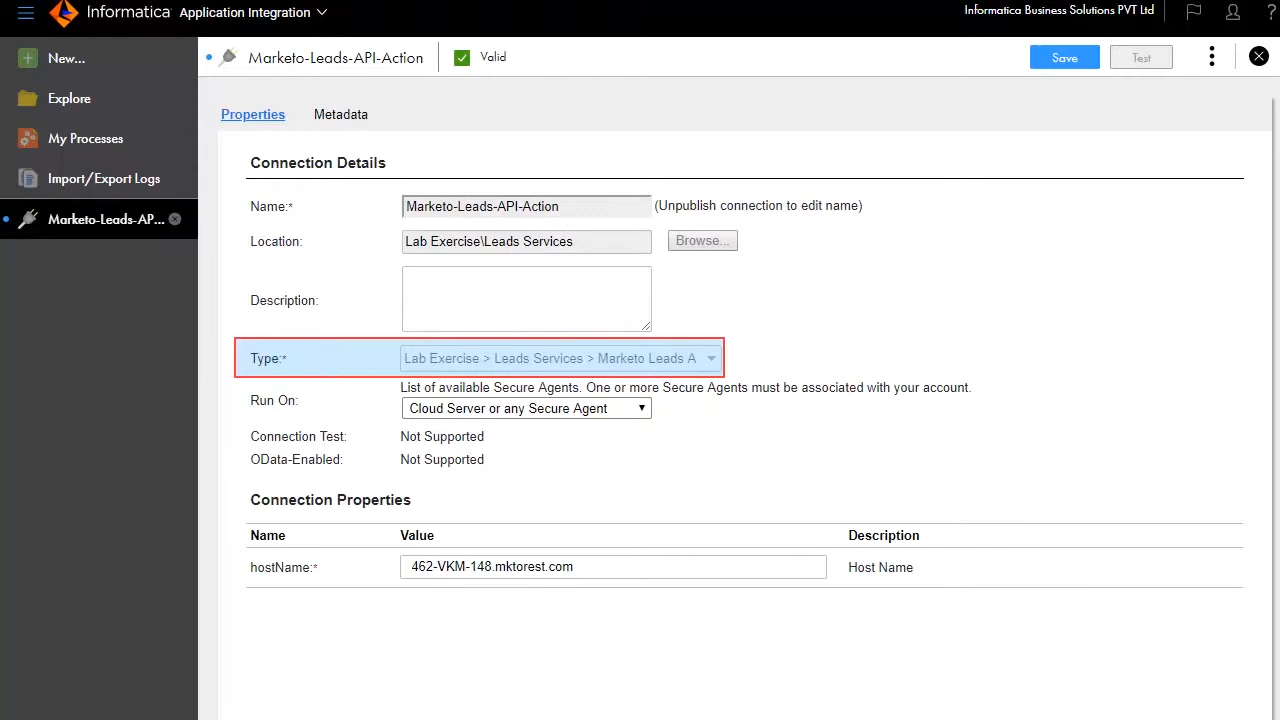 Informatica Application Integration Informatica Business Solutions PVT Ltd ?
New... Marketo-Leads-API-Action Valid Save Test
Explore
My Processes
Import/Export Logs
Marketo-Leads-AP...
Properties Metadata
Connection Details
Name:* Marketo-Leads-API-Action (Unpublish connection to edit name)
Location: Lab Exercise\Leads Services Browse...
Description:
Type:* Lab Exercise > Leads Services > Marketo Leads A
List of available Secure Agents. One or more Secure Agents must be associated with your account.
Run On: Cloud Server or any Secure Agent
Connection Test: Not Supported
OData-Enabled: Not Supported
Connection Properties
Name Value Description
hostName:* 462-VKM-148.mktorest.com Host Name